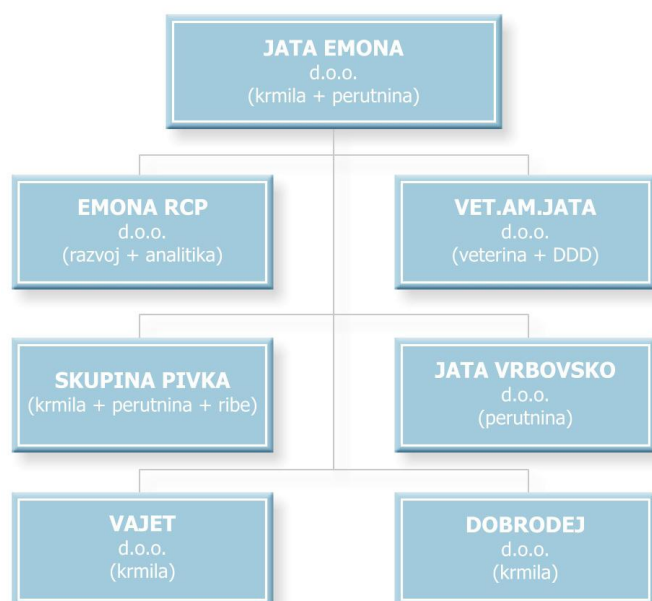 JATA EMONA
d.o.o.
(krmila + perutnina)
EMONA RCP
d.o.o.
(razvoj + analitika)
VET.AM.JATA
d.o.o.
(veterina + DDD)
SKUPINA PIVKA
(krmila + perutnina + ribe)
JATA VRBOVSKO
d.o.o.
(perutnina)
VAJET
d.o.o.
(krmila)
DOBRODEJ
d.o.o.
(krmila)